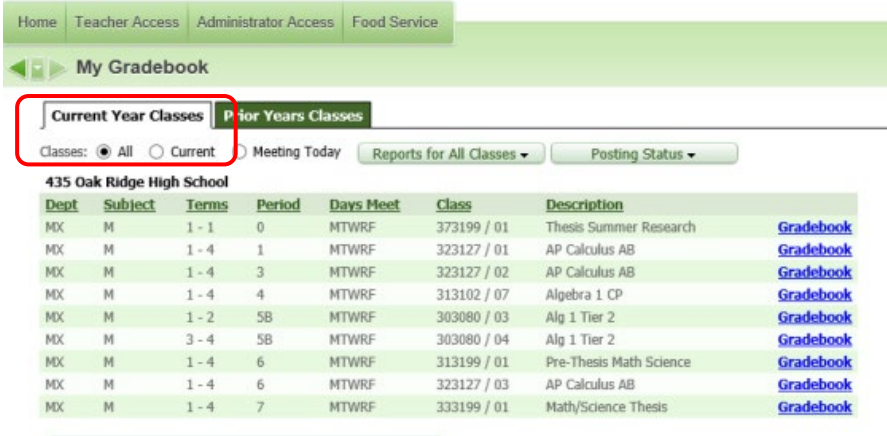 Home Teacher Access Administrator Access Food Service
My Gradebook
Current Year Classes Prior Years Classes
Classes: All Current Meeting Today Reports for All Classes Posting Status
435 Oak Ridge High School
Dept Subject Terms Period Days Meet Class Description
MX M 1 - 1 0 MTWRF 373199 / 01 Thesis Summer Research Gradebook
MX M 1 - 4 1 MTWRF 323127 / 01 AP Calculus AB Gradebook
MX M 1 - 4 3 MTWRF 323127 / 02 AP Calculus AB Gradebook
MX M 1 - 4 4 MTWRF 313102 / 07 Algebra 1 CP Gradebook
MX M 1 - 2 5B MTWRF 303080 / 03 Alg 1 Tier 2 Gradebook
MX M 3 - 4 5B MTWRF 303080 / 04 Alg 1 Tier 2 Gradebook
MX M 1 - 4 6 MTWRF 313199 / 01 Pre-Thesis Math Science Gradebook
MX M 1 - 4 6 MTWRF 323127 / 03 AP Calculus AB Gradebook
MX M 1 - 4 7 MTWRF 333199 / 01 Math/Science Thesis Gradebook